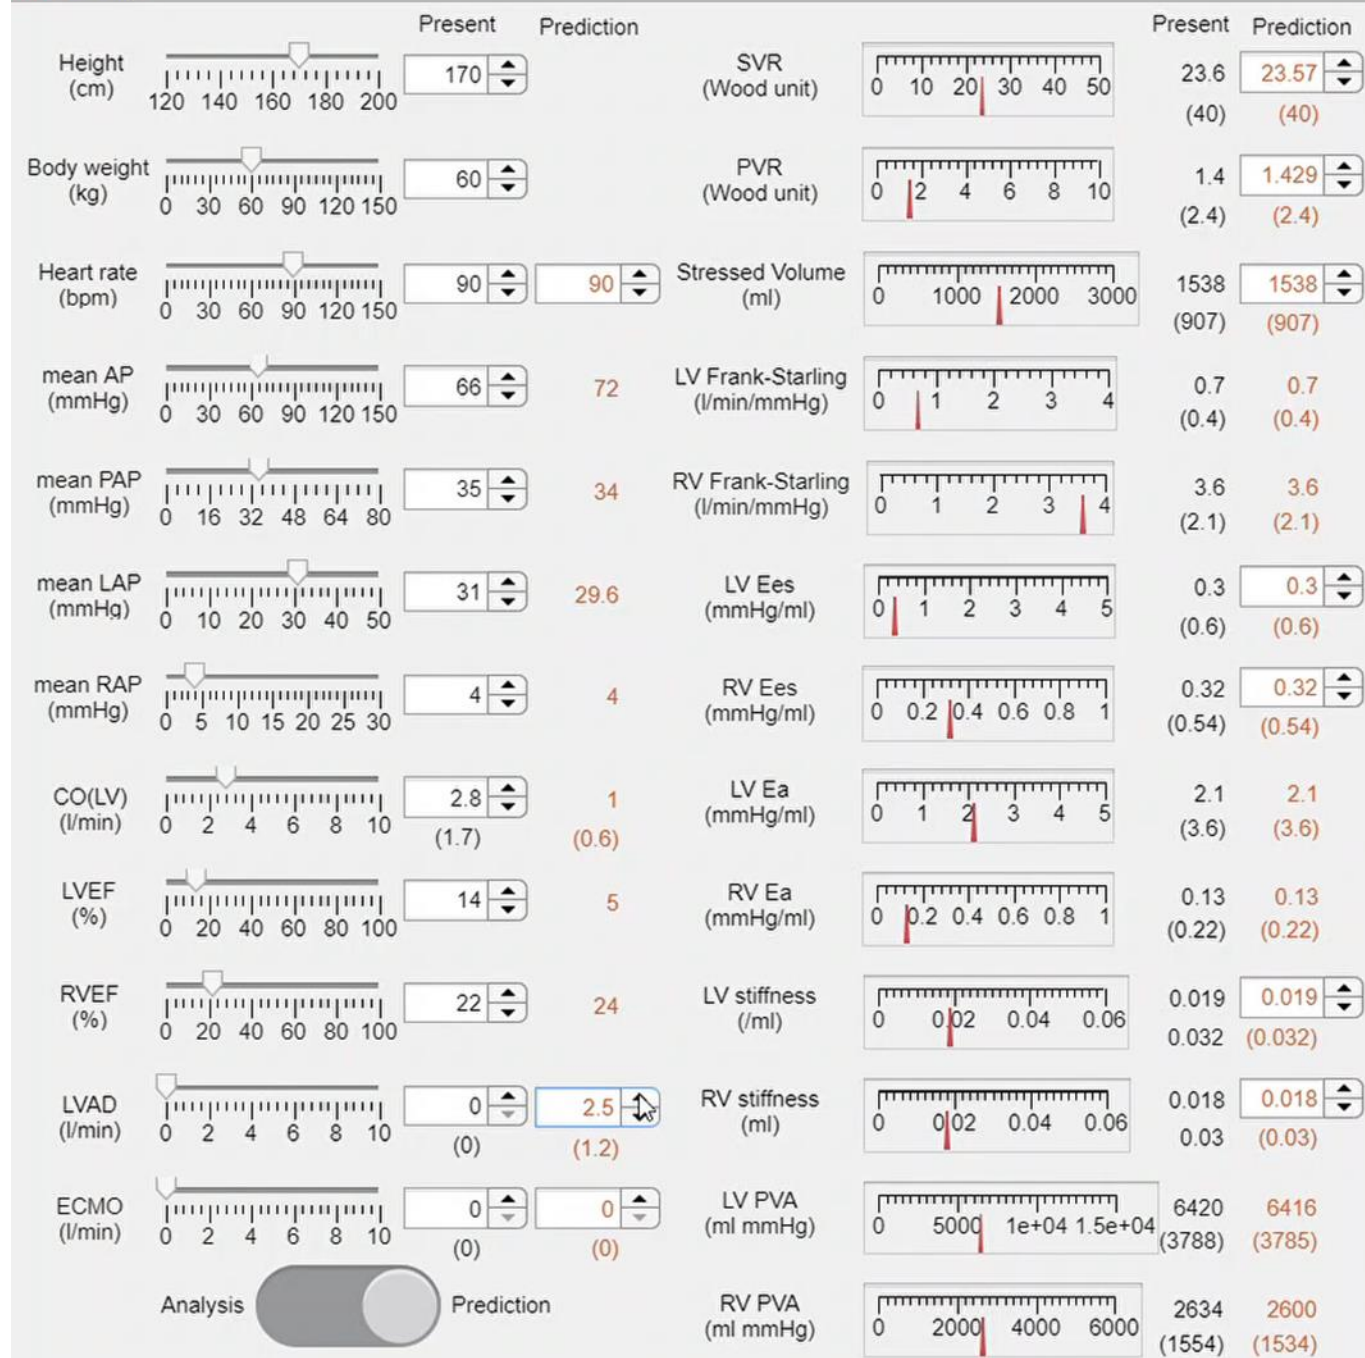 Present Prediction Present Prediction
Height (cm) 120 140 160 180 200 170
SVR (Wood unit) 0 10 20 30 40 50 23.6 23.57
(40) (40)
Body weight (kg) 0 30 60 90 120 150 60
PVR (Wood unit) 0 2 4 6 8 10 1.4 1.429
(2.4) (2.4)
Heart rate (bpm) 0 30 60 90 120 150 90 90
Stressed Volume (ml) 0 1000 2000 3000 1538 1538
(907) (907)
mean AP (mmHg) 0 30 60 90 120 150 66 72
LV Frank-Starling (l/min/mmHg) 0 1 2 3 4 0.7 0.7
(0.4) (0.4)
mean PAP (mmHg) 0 16 32 48 64 80 35 34
RV Frank-Starling (l/min/mmHg) 0 1 2 3 4 3.6 3.6
(2.1) (2.1)
mean LAP (mmHg) 0 10 20 30 40 50 31 29.6
LV Ees (mmHg/ml) 0 1 2 3 4 5 0.3 0.3
(0.6) (0.6)
mean RAP (mmHg) 0 5 10 15 20 25 30 4 4
RV Ees (mmHg/ml) 0 0.2 0.4 0.6 0.8 1 0.32 0.32
(0.54) (0.54)
CO(LV) (l/min) 0 2 4 6 8 10 2.8 1
(1.7) (0.6)
LV Ea (mmHg/ml) 0 1 2 3 4 5 2.1 2.1
(3.6) (3.6)
LVEF (%) 0 20 40 60 80 100 14 5
RV Ea (mmHg/ml) 0 0.2 0.4 0.6 0.8 1 0.13 0.13
(0.22) (0.22)
RVEF (%) 0 20 40 60 80 100 22 24
LV stiffness (/ml) 0 0.02 0.04 0.06 0.019 0.019
0.032 (0.032)
LVAD (l/min) 0 2 4 6 8 10 0 2.5
(0) (1.2)
RV stiffness (ml) 0 0.02 0.04 0.06 0.018 0.018
0.03 (0.03)
ECMO (l/min) 0 2 4 6 8 10 0 0
(0) (0)
LV PVA (ml mmHg) 0 5000 1e+04 1.5e+04 6420 6416
(3788) (3785)
Analysis Prediction
RV PVA (ml mmHg) 0 2000 4000 6000 2634 2600
(1554) (1534)